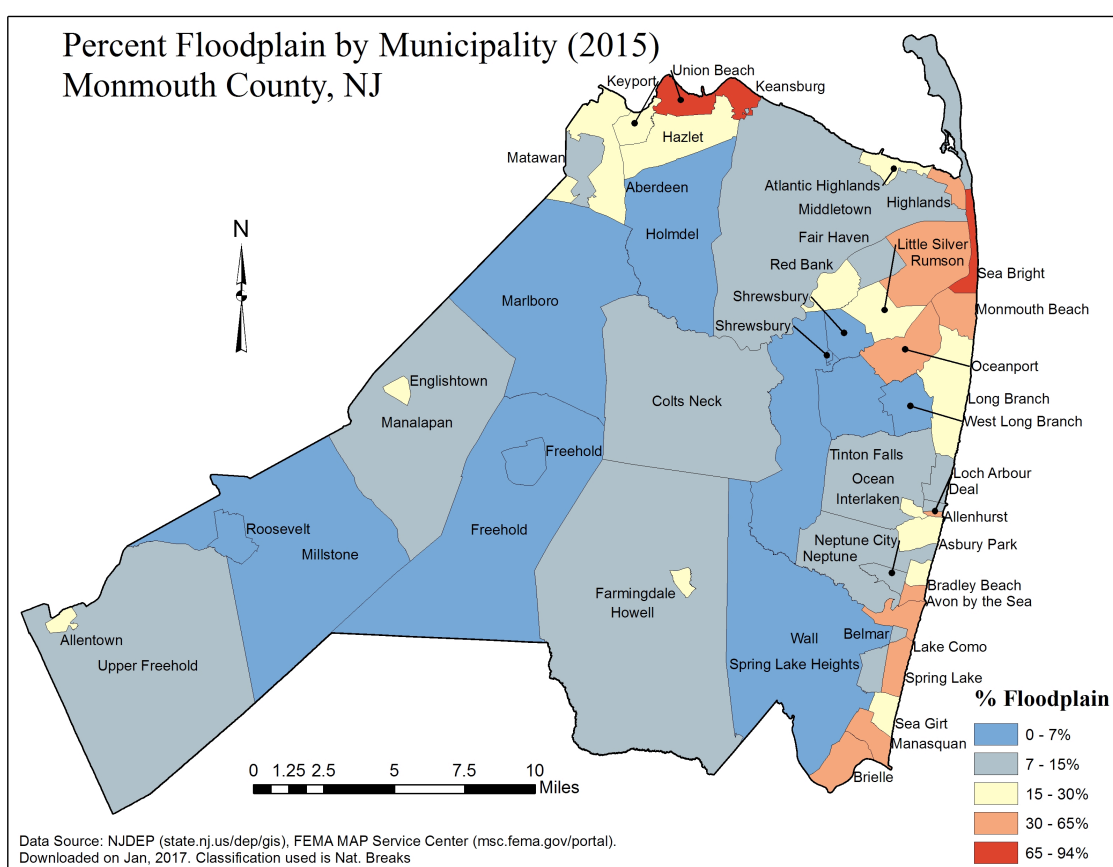 Percent Floodplain by Municipality (2015)
Monmouth County, NJ
Union Beach
Keyport
Keansburg
Hazlet
Matawan
Aberdeen
Atlantic Highlands
Middletown
Highlands
Holmdel
Fair Haven
Little Silver
Rumson
Red Bank
Sea Bright
Shrewsbury
Marlboro
Monmouth Beach
Shrewsbury
Oceanport
Englishtown
Colts Neck
Long Branch
Manalapan
West Long Branch
Freehold
Tinton Falls
Loch Arbour
Ocean
Deal
Interlaken
Allenhurst
Roosevelt
Freehold
Neptune City
Asbury Park
Millstone
Neptune
Bradley Beach
Farmingdale
Avon by the Sea
Howell
Allentown
Wall
Belmar
Lake Como
Upper Freehold
Spring Lake Heights
Spring Lake
Sea Girt
Manasquan
Brielle
N
0 1.25 2.5 5 7.5 10
Miles
% Floodplain
0 - 7%
7 - 15%
15 - 30%
30 - 65%
65 - 94%
Data Source: NJDEP (state.nj.us/dep/gis), FEMA MAP Service Center (msc.fema.gov/portal).
Downloaded on Jan, 2017. Classification used is Nat. Breaks